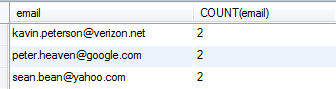 email COUNT(email)
kavin.peterson@verizon.net 2
peter.heaven@google.com 2
sean.bean@yahoo.com 2